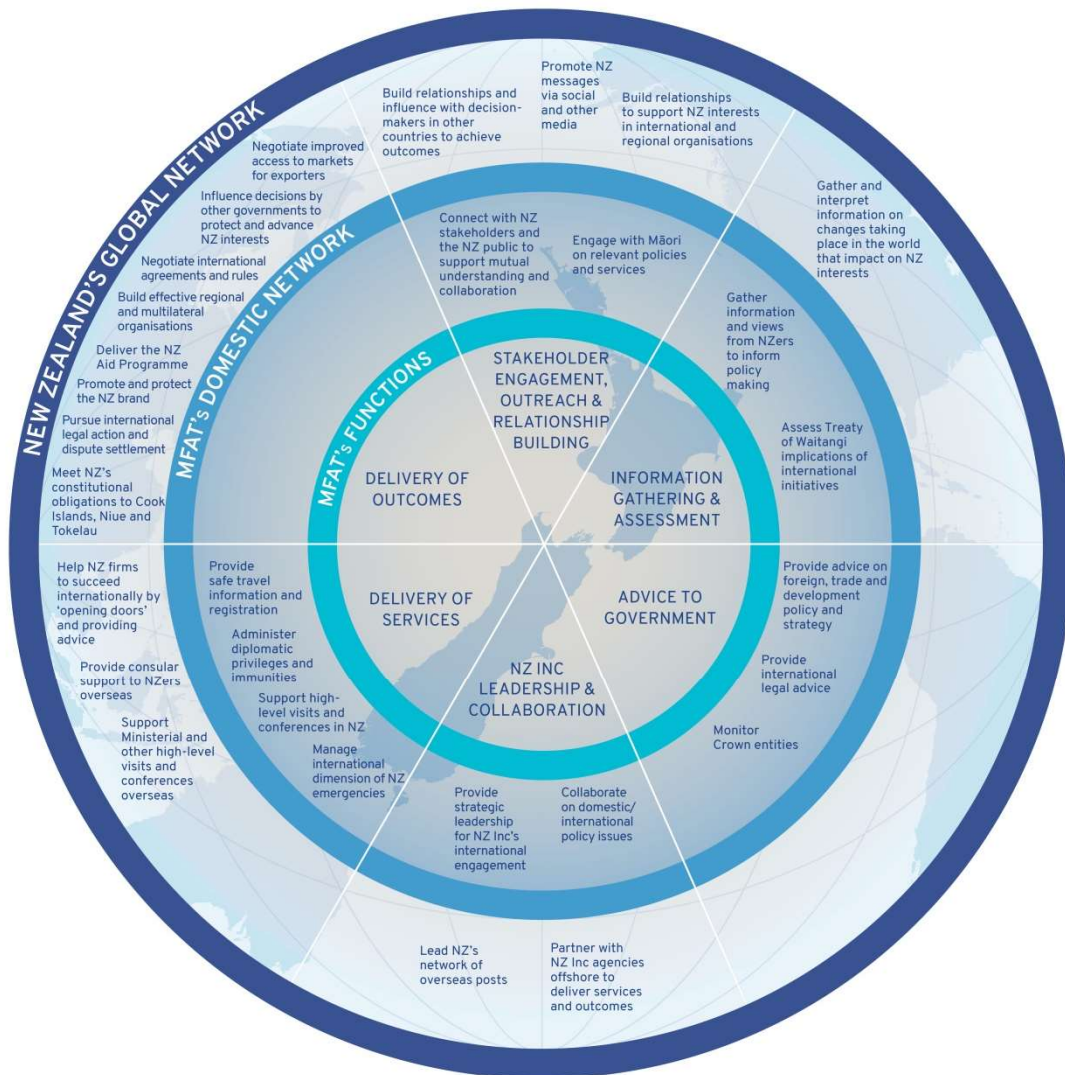 NEW ZEALAND'S GLOBAL NETWORK
Build relationships and
influence with decision-
makers in other
countries to achieve
outcomes
Promote NZ
messages
via social
and other
media
Build relationships
to support NZ interests
in international and
regional organisations
Gather and
interpret
information on
changes taking
place in the world
that impact on NZ
interests
Negotiate improved
access to markets
for exporters
Influence decisions by
other governments to
protect and advance
NZ interests
Negotiate international
agreements and rules
Build effective regional
and multilateral
organisations
Deliver the NZ
Aid Programme
Promote and protect
the NZ brand
Pursue international
legal action and
dispute settlement
Meet NZ's
constitutional
obligations to Cook
Islands, Niue and
Tokelau
Help NZ firms
to succeed
internationally by
'opening doors'
and providing
advice
Provide consular
support to NZers
overseas
Support
Ministerial and
other high-level
visits and
conferences
overseas
Lead NZ's
network of
overseas posts
Partner with
NZ Inc agencies
offshore to
deliver services
and outcomes
MFAT's DOMESTIC NETWORK
Connect with NZ
stakeholders and
the NZ public to
support mutual
understanding and
collaboration
Engage with Māori
on relevant policies
and services
Gather
information
and views
from NZers
to inform
policy
making
Assess Treaty
of Waitangi
implications of
international
initiatives
Provide advice on
foreign, trade and
development
policy and
strategy
Provide
international
legal advice
Monitor
Crown entities
Collaborate
on domestic/
international
policy issues
Provide
strategic
leadership
for NZ Inc's
international
engagement
Manage
international
dimension of NZ
emergencies
Support high-
level visits and
conferences in NZ
Administer
diplomatic
privileges and
immunities
Provide
safe travel
information and
registration
MFAT's FUNCTIONS
STAKEHOLDER
ENGAGEMENT,
OUTREACH &
RELATIONSHIP
BUILDING
INFORMATION
GATHERING &
ASSESSMENT
ADVICE TO
GOVERNMENT
NZ INC
LEADERSHIP &
COLLABORATION
DELIVERY OF
SERVICES
DELIVERY OF
OUTCOMES